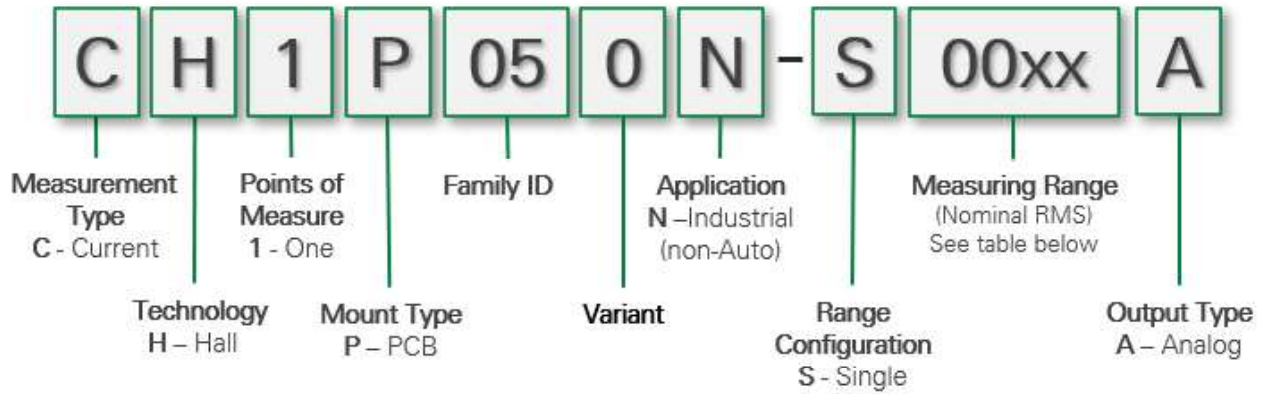 C H 1 P 05 0 N - S 00xx A
Measurement
Type
C - Current
Points of
Measure
1 - One
Family ID
Application
N –Industrial
(non-Auto)
Measuring Range
(Nominal RMS)
See table below
Technology
H – Hall
Mount Type
P – PCB
Variant
Range
Configuration
S - Single
Output Type
A – Analog